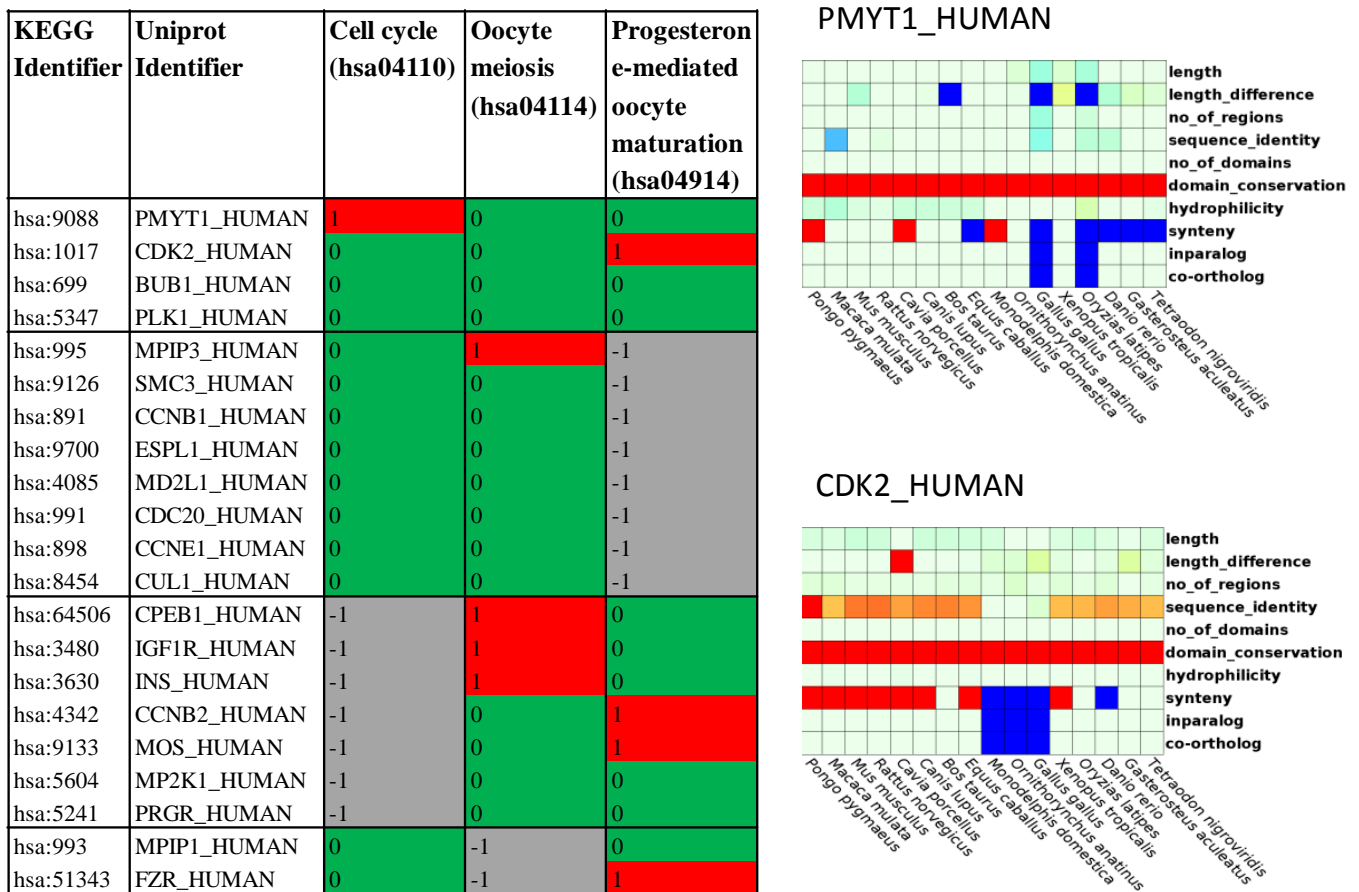 KEGG Identifier Uniprot Identifier Cell cycle (hsa04110) Oocyte meiosis (hsa04114) Progesteron e-mediated oocyte maturation (hsa04914)
hsa:9088 PMYT1_HUMAN 1 0 0
hsa:1017 CDK2_HUMAN 0 0 1
hsa:699 BUB1_HUMAN 0 0 0
hsa:5347 PLK1_HUMAN 0 0 0
hsa:995 MPIP3_HUMAN 0 1 -1
hsa:9126 SMC3_HUMAN 0 0 -1
hsa:891 CCNB1_HUMAN 0 0 -1
hsa:9700 ESPL1_HUMAN 0 0 -1
hsa:4085 MD2L1_HUMAN 0 0 -1
hsa:991 CDC20_HUMAN 0 0 -1
hsa:898 CCNE1_HUMAN 0 0 -1
hsa:8454 CUL1_HUMAN 0 0 -1
hsa:64506 CPEB1_HUMAN -1 1 0
hsa:3480 IGF1R_HUMAN -1 1 0
hsa:3630 INS_HUMAN -1 1 0
hsa:4342 CCNB2_HUMAN -1 0 1
hsa:9133 MOS_HUMAN -1 0 1
hsa:5604 MP2K1_HUMAN -1 0 0
hsa:5241 PRGR_HUMAN -1 0 0
hsa:993 MPIP1_HUMAN 0 -1 0
hsa:51343 FZR_HUMAN 0 -1 1
PMYT1_HUMAN
length
length_difference
no_of_regions
sequence_identity
no_of_domains
domain_conservation
hydrophilicity
synteny
inparalog
co-ortholog
Pongo pygmaeus
Macaca mulata
Mus musculus
Rattus norvegicus
Cavia porcellus
Canis lupus
Bos taurus
Equus caballus
Monodelphis domestica
Ornithorynchus anatinus
Gallus gallus
Xenopus tropicalis
Oryzias latipes
Danio rerio
Gasterosteus aculeatus
Tetraodon nigroviridis
CDK2_HUMAN
length
length_difference
no_of_regions
sequence_identity
no_of_domains
domain_conservation
hydrophilicity
synteny
inparalog
co-ortholog
Pongo pygmaeus
Macaca mulata
Mus musculus
Rattus norvegicus
Cavia porcellus
Canis lupus
Bos taurus
Equus caballus
Monodelphis domestica
Ornithorynchus anatinus
Gallus gallus
Xenopus tropicalis
Oryzias latipes
Danio rerio
Gasterosteus aculeatus
Tetraodon nigroviridis